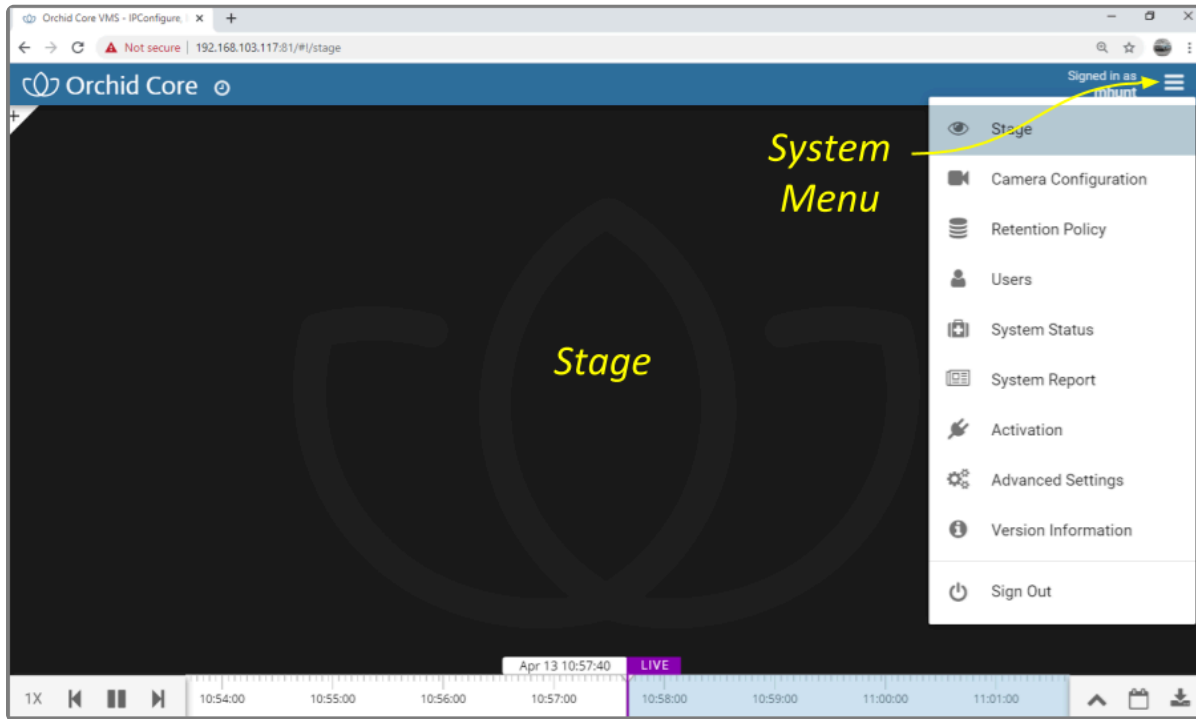 Orchid Core VMS - IPConfigure, I
Not secure | 192.168.103.117:81/#!/stage
Orchid Core
Signed in as
mhunt
System
Menu
Stage
Stage
Camera Configuration
Retention Policy
Users
System Status
System Report
Activation
Advanced Settings
Version Information
Sign Out
Apr 13 10:57:40 LIVE
1X 10:54:00 10:55:00 10:56:00 10:57:00 10:58:00 10:59:00 11:00:00 11:01:00